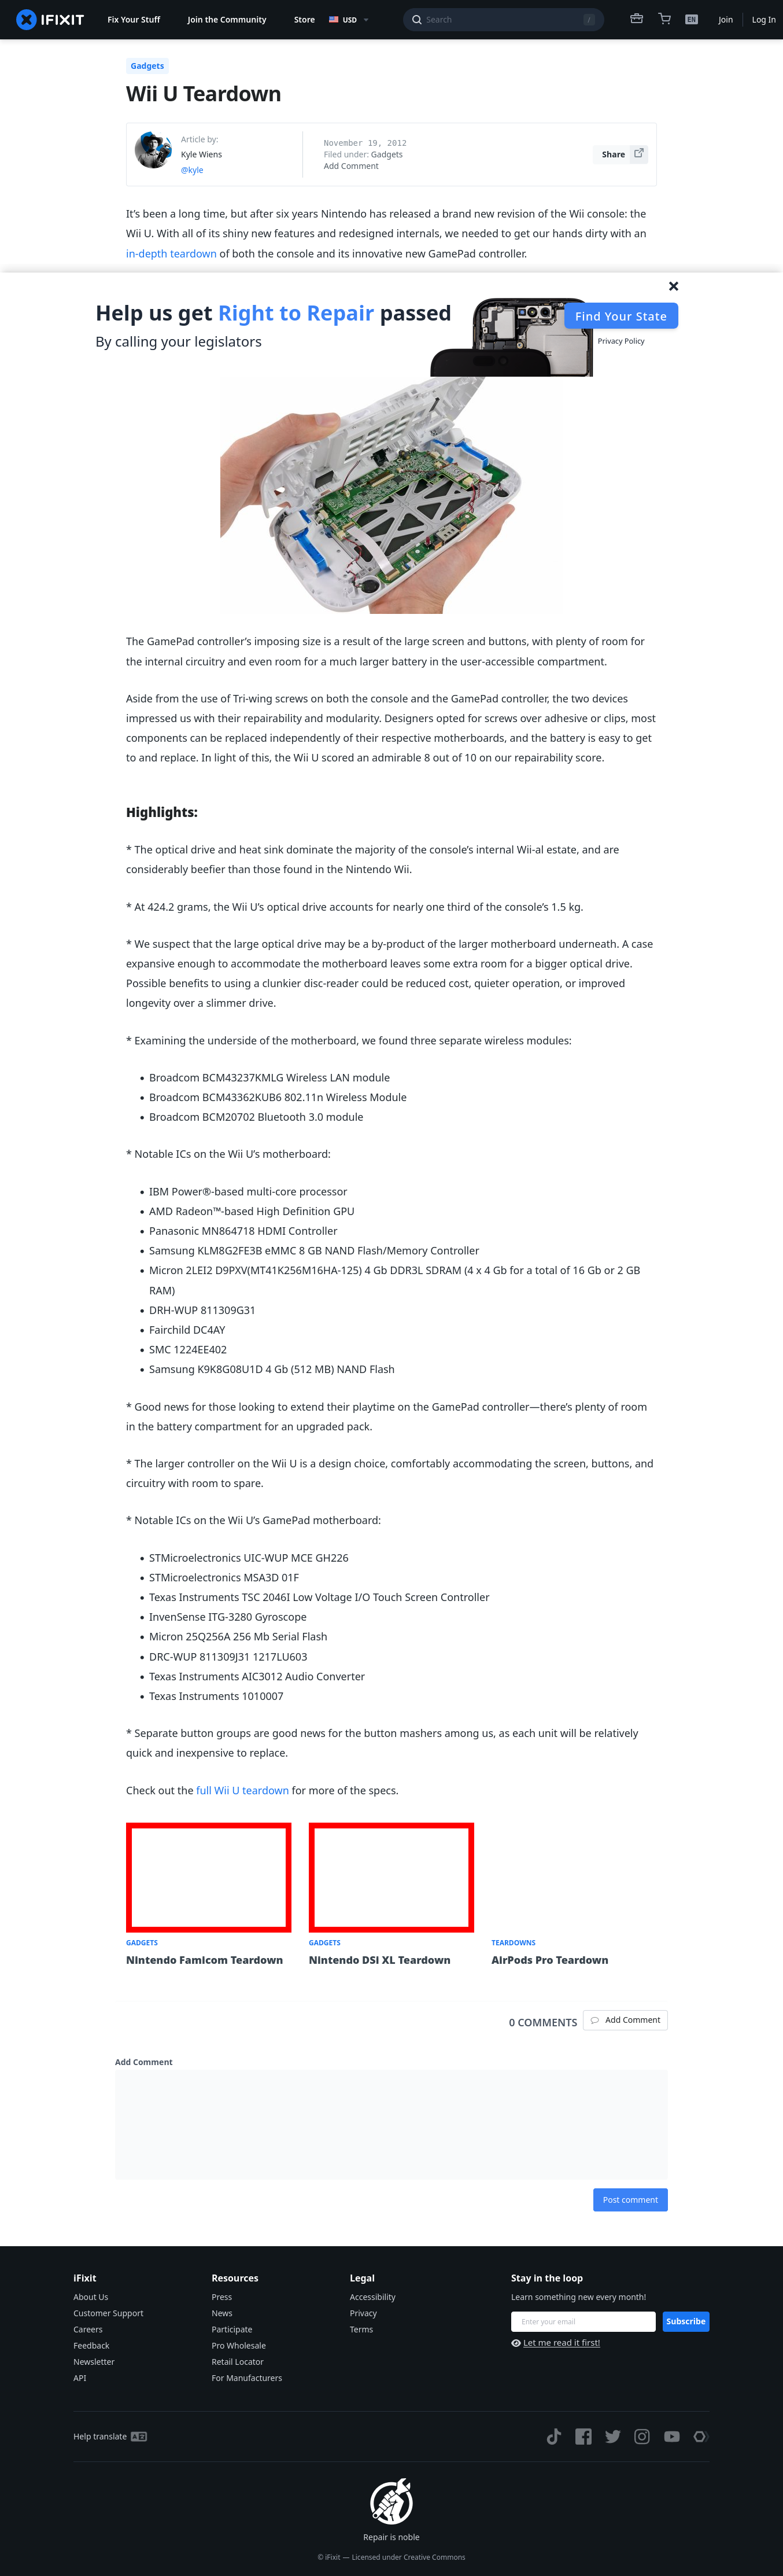 IFIXIT
Fix Your Stuff
Join the Community
Store
USD
Search
/
EN
Join
Log In
Gadgets
Wii U Teardown
Article by:
Kyle Wiens
@kyle
November 19, 2012
Filed under: Gadgets
Add Comment
Share
It's been a long time, but after six years Nintendo has released a brand new revision of the Wii console: the
Wii U. With all of its shiny new features and redesigned internals, we needed to get our hands dirty with an
in-depth teardown of both the console and its innovative new GamePad controller.
Help us get Right to Repair passed
By calling your legislators
Find Your State
Privacy Policy
The GamePad controller's imposing size is a result of the large screen and buttons, with plenty of room for
the internal circuitry and even room for a much larger battery in the user-accessible compartment.
Aside from the use of Tri-wing screws on both the console and the GamePad controller, the two devices
impressed us with their repairability and modularity. Designers opted for screws over adhesive or clips, most
components can be replaced independently of their respective motherboards, and the battery is easy to get
to and replace. In light of this, the Wii U scored an admirable 8 out of 10 on our repairability score.
Highlights:
* The optical drive and heat sink dominate the majority of the console's internal Wii-al estate, and are
considerably beefier than those found in the Nintendo Wii.
* At 424.2 grams, the Wii U's optical drive accounts for nearly one third of the console's 1.5 kg.
* We suspect that the large optical drive may be a by-product of the larger motherboard underneath. A case
expansive enough to accommodate the motherboard leaves some extra room for a bigger optical drive.
Possible benefits to using a clunkier disc-reader could be reduced cost, quieter operation, or improved
longevity over a slimmer drive.
* Examining the underside of the motherboard, we found three separate wireless modules:
• Broadcom BCM43237KMLG Wireless LAN module
• Broadcom BCM43362KUB6 802.11n Wireless Module
• Broadcom BCM20702 Bluetooth 3.0 module
* Notable ICs on the Wii U's motherboard:
• IBM Power®-based multi-core processor
• AMD Radeon™-based High Definition GPU
• Panasonic MN864718 HDMI Controller
• Samsung KLM8G2FE3B eMMC 8 GB NAND Flash/Memory Controller
• Micron 2LEI2 D9PXV(MT41K256M16HA-125) 4 Gb DDR3L SDRAM (4 x 4 Gb for a total of 16 Gb or 2 GB
RAM)
• DRH-WUP 811309G31
• Fairchild DC4AY
• SMC 1224EE402
• Samsung K9K8G08U1D 4 Gb (512 MB) NAND Flash
* Good news for those looking to extend their playtime on the GamePad controller—there's plenty of room
in the battery compartment for an upgraded pack.
* The larger controller on the Wii U is a design choice, comfortably accommodating the screen, buttons, and
circuitry with room to spare.
* Notable ICs on the Wii U's GamePad motherboard:
• STMicroelectronics UIC-WUP MCE GH226
• STMicroelectronics MSA3D 01F
• Texas Instruments TSC 2046I Low Voltage I/O Touch Screen Controller
• InvenSense ITG-3280 Gyroscope
• Micron 25Q256A 256 Mb Serial Flash
• DRC-WUP 811309J31 1217LU603
• Texas Instruments AIC3012 Audio Converter
• Texas Instruments 1010007
* Separate button groups are good news for the button mashers among us, as each unit will be relatively
quick and inexpensive to replace.
Check out the full Wii U teardown for more of the specs.
GADGETS
Nintendo Famicom Teardown
GADGETS
Nintendo DSi XL Teardown
TEARDOWNS
AirPods Pro Teardown
0 COMMENTS
Add Comment
Add Comment
Post comment
iFixit
About Us
Customer Support
Careers
Feedback
Newsletter
API
Resources
Press
News
Participate
Pro Wholesale
Retail Locator
For Manufacturers
Legal
Accessibility
Privacy
Terms
Stay in the loop
Learn something new every month!
Enter your email
Subscribe
Let me read it first!
Help translate
Repair is noble
© iFixit — Licensed under Creative Commons